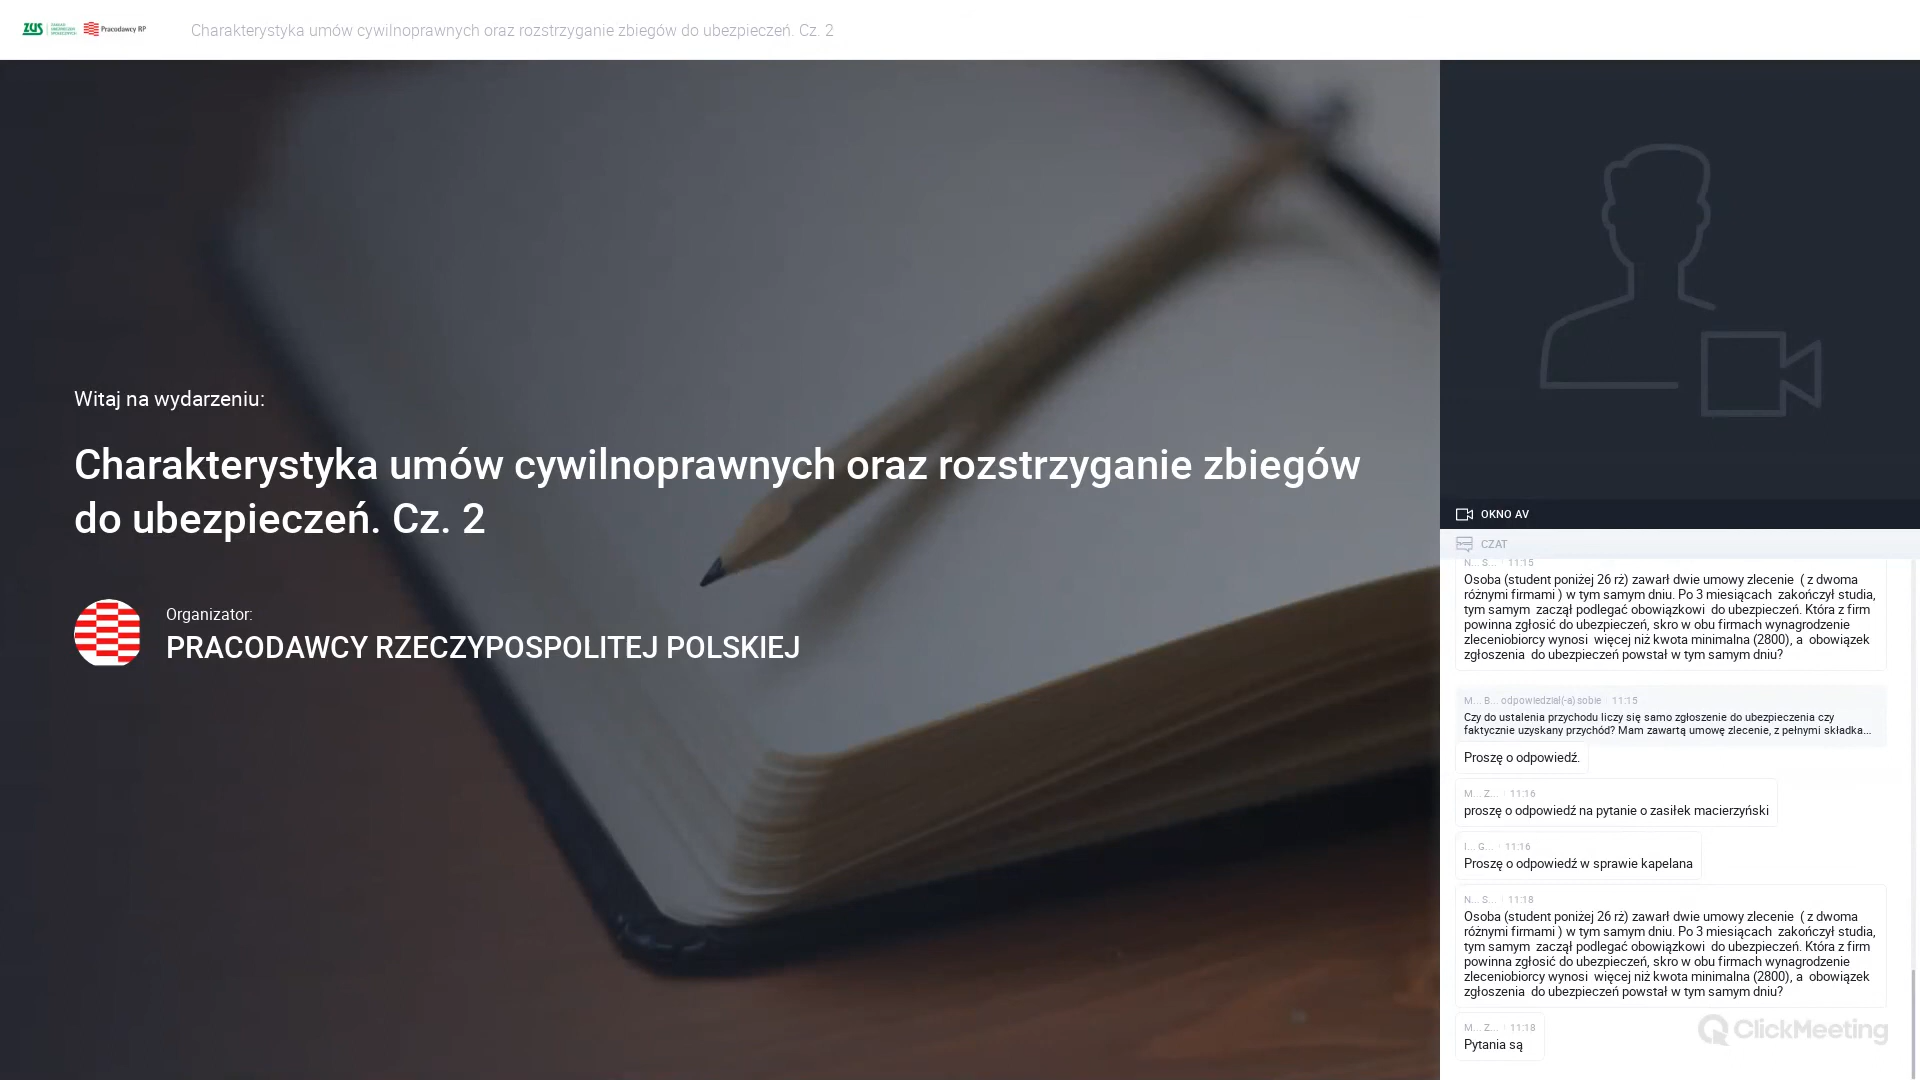 ZUS ZAKŁAD UBEZPIECZEŃ SPOŁECZNYCH Pracodawcy RP
Charakterystyka umów cywilnoprawnych oraz rozstrzyganie zbiegów do ubezpieczeń. Cz. 2
Witaj na wydarzeniu:
Charakterystyka umów cywilnoprawnych oraz rozstrzyganie zbiegów
do ubezpieczeń. Cz. 2
Organizator:
PRACODAWCY RZECZYPOSPOLITEJ POLSKIEJ
OKNO AV
CZAT
N... S... 11:15
Osoba (student poniżej 26 rż) zawarł dwie umowy zlecenie ( z dwoma
różnymi firmami ) w tym samym dniu. Po 3 miesiącach zakończył studia,
tym samym zaczął podlegać obowiązkowi do ubezpieczeń. Która z firm
powinna zgłosić do ubezpieczeń, skro w obu firmach wynagrodzenie
zleceniobiorcy wynosi więcej niż kwota minimalna (2800), a obowiązek
zgłoszenia do ubezpieczeń powstał w tym samym dniu?
M... B... odpowiedział(-a) sobie 11:15
Czy do ustalenia przychodu liczy się samo zgłoszenie do ubezpieczenia czy
faktycznie uzyskany przychód? Mam zawartą umowę zlecenie, z pełnymi składka...
Proszę o odpowiedź.
M... Z... 11:16
proszę o odpowiedź na pytanie o zasiłek macierzyński
I... G... 11:16
Proszę o odpowiedź w sprawie kapelana
N... S... 11:18
Osoba (student poniżej 26 rż) zawarł dwie umowy zlecenie ( z dwoma
różnymi firmami ) w tym samym dniu. Po 3 miesiącach zakończył studia,
tym samym zaczął podlegać obowiązkowi do ubezpieczeń. Która z firm
powinna zgłosić do ubezpieczeń, skro w obu firmach wynagrodzenie
zleceniobiorcy wynosi więcej niż kwota minimalna (2800), a obowiązek
zgłoszenia do ubezpieczeń powstał w tym samym dniu?
M... Z... 11:18
Pytania są
ClickMeeting